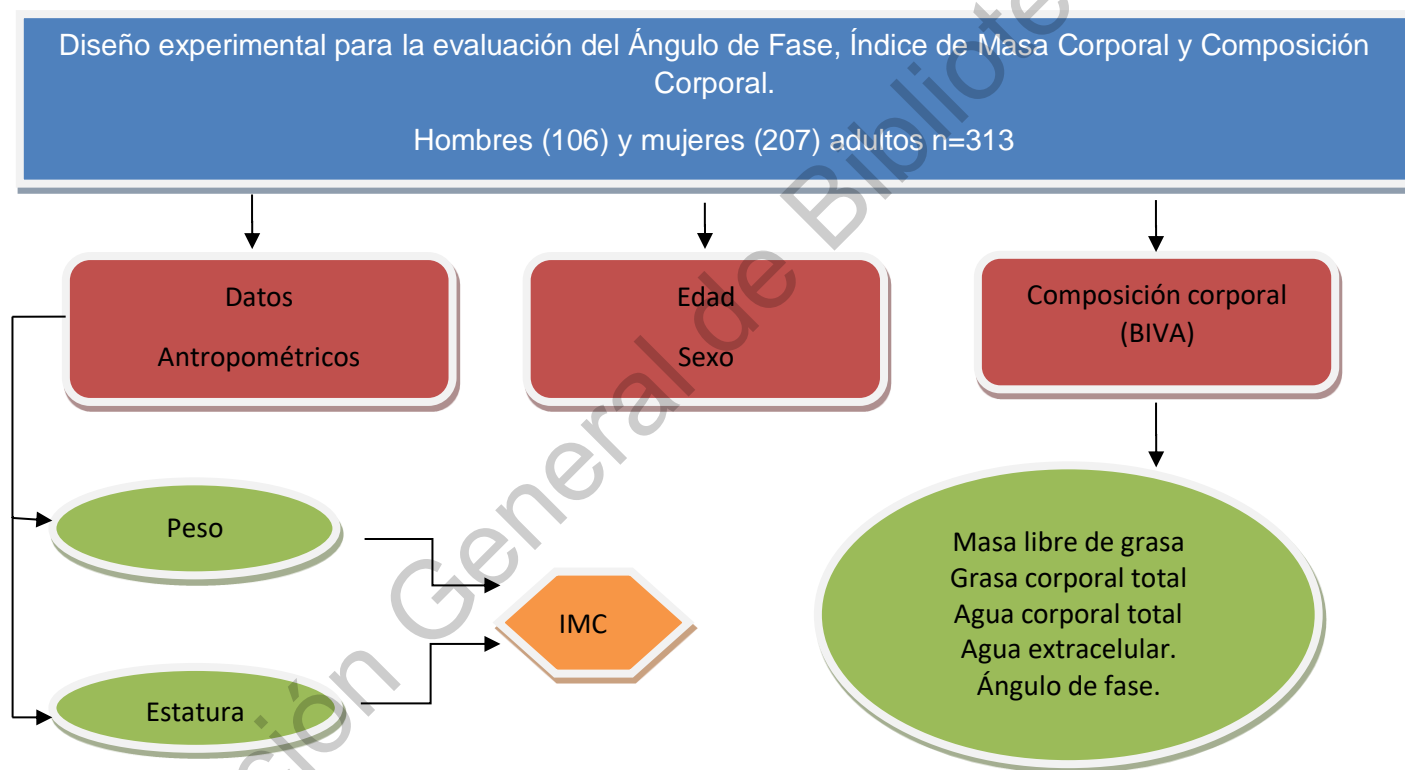 Diseño experimental para la evaluación del Ángulo de Fase, Índice de Masa Corporal y Composición
Corporal.
Hombres (106) y mujeres (207) adultos n=313
Datos
Antropométricos
Edad
Sexo
Composición corporal
(BIVA)
Peso
Estatura
IMC
Masa libre de grasa
Grasa corporal total
Agua corporal total
Agua extracelular.
Ángulo de fase.
General de